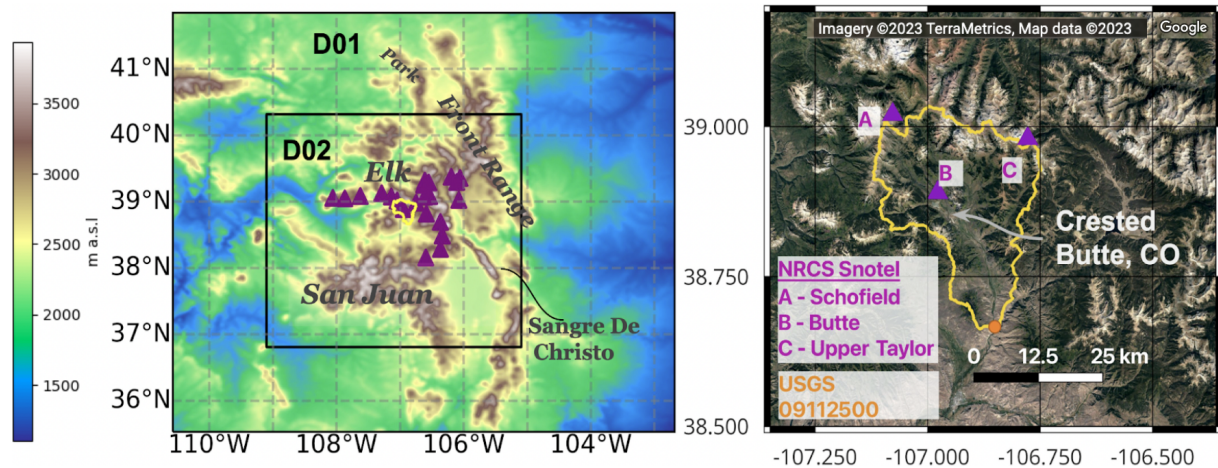 D01
Park
Front Range
D02
Elk
San Juan
Sangre De
Christo
3500
3000
2500
2000
1500
m a.s.l
41°N
40°N
39°N
38°N
37°N
36°N
110°W
108°W
106°W
104°W
Imagery ©2023 TerraMetrics, Map data ©2023
Google
A
B
C
Crested
Butte, CO
NRCS Snotel
A - Schofield
B - Butte
C - Upper Taylor
USGS
09112500
0 12.5 25 km
39.000
38.750
38.500
-107.250
-107.000
-106.750
-106.500